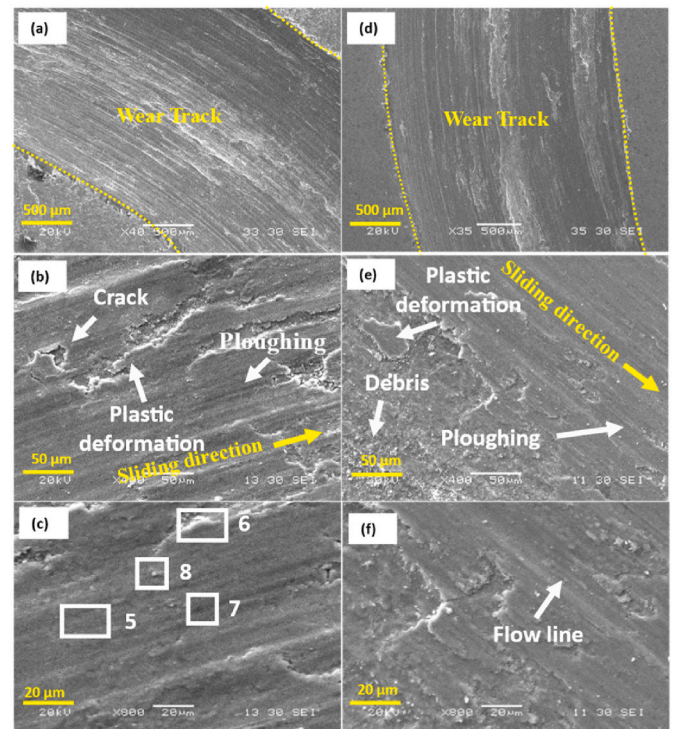 (a)
Wear Track
500 µm
20kV X40 500µm 33 30 SEI
(d)
Wear Track
500 µm
20kV X35 500µm 35 30 SEI
(b)
Crack
Ploughing
Plastic
deformation
Sliding direction
50 µm
20kV X400 50µm 13 30 SEI
(e)
Plastic
deformation
Sliding direction
Debris
Ploughing
50 µm
20kV X400 50µm 11 30 SEI
(c)
6
8
7
5
20 µm
20kV X800 20µm 13 30 SEI
(f)
Flow line
20 µm
20kV X800 20µm 11 30 SEI